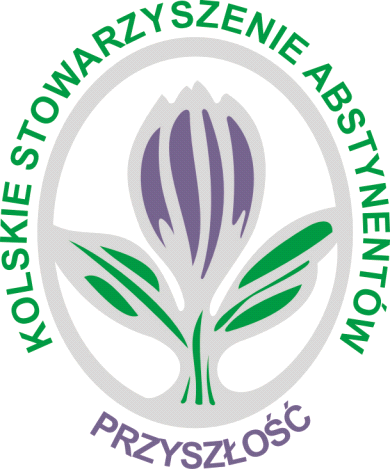 KOLSKIE STOWARZYSZENIE ABSTYNENTÓW
PRZYSZŁOŚĆ